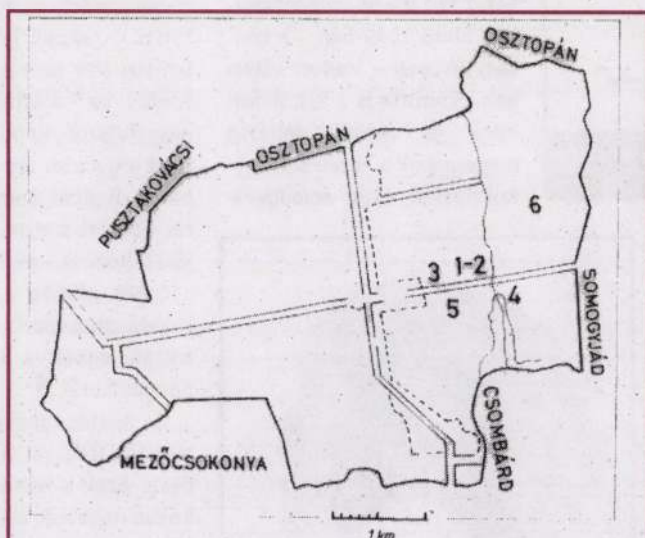 OSZTOPÁN
OSZTOPÁN
PUSZTAKOVÁCSI
6
3 1-2
5 4
SOMOGYJÁD
CSOMBÁRD
MEZŐCSOKONYA
1 km